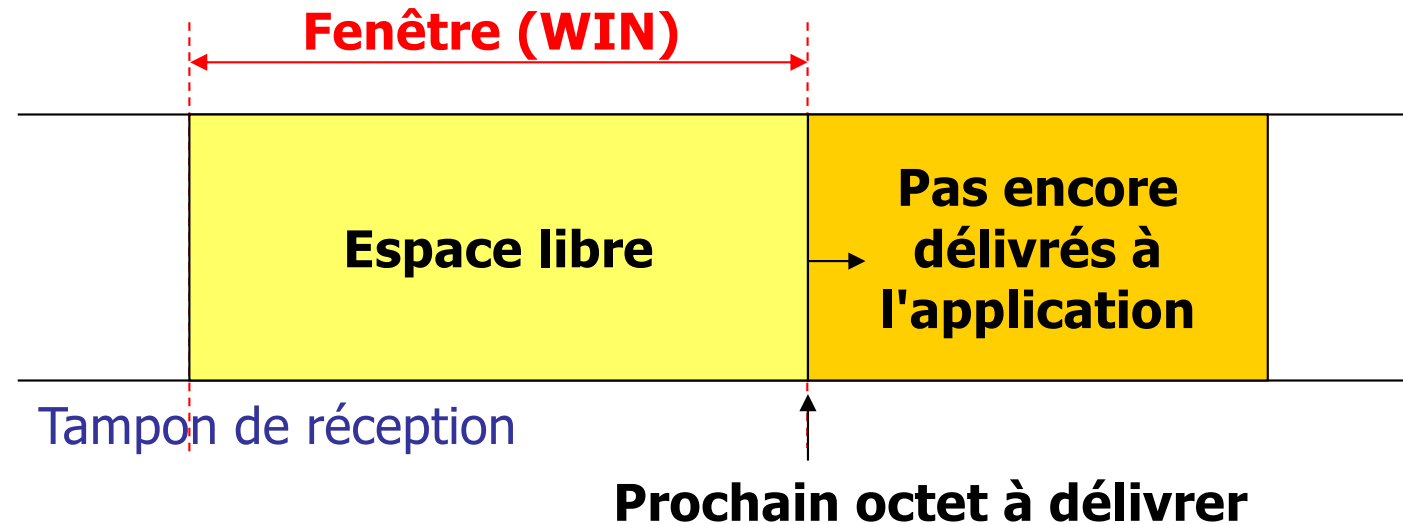 Fenêtre (WIN)
Espace libre
Pas encore
délivrés à
l'application
Tampon de réception
Prochain octet à délivrer